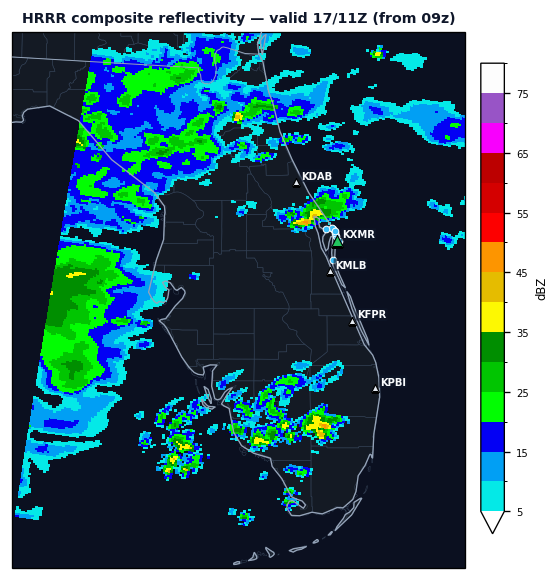 HRRR composite reflectivity — valid 17/11Z (from 09z)
KDAB
KXMR
KMLB
KFPR
KPBI
75
65
55
45
35
25
15
5
dBZ